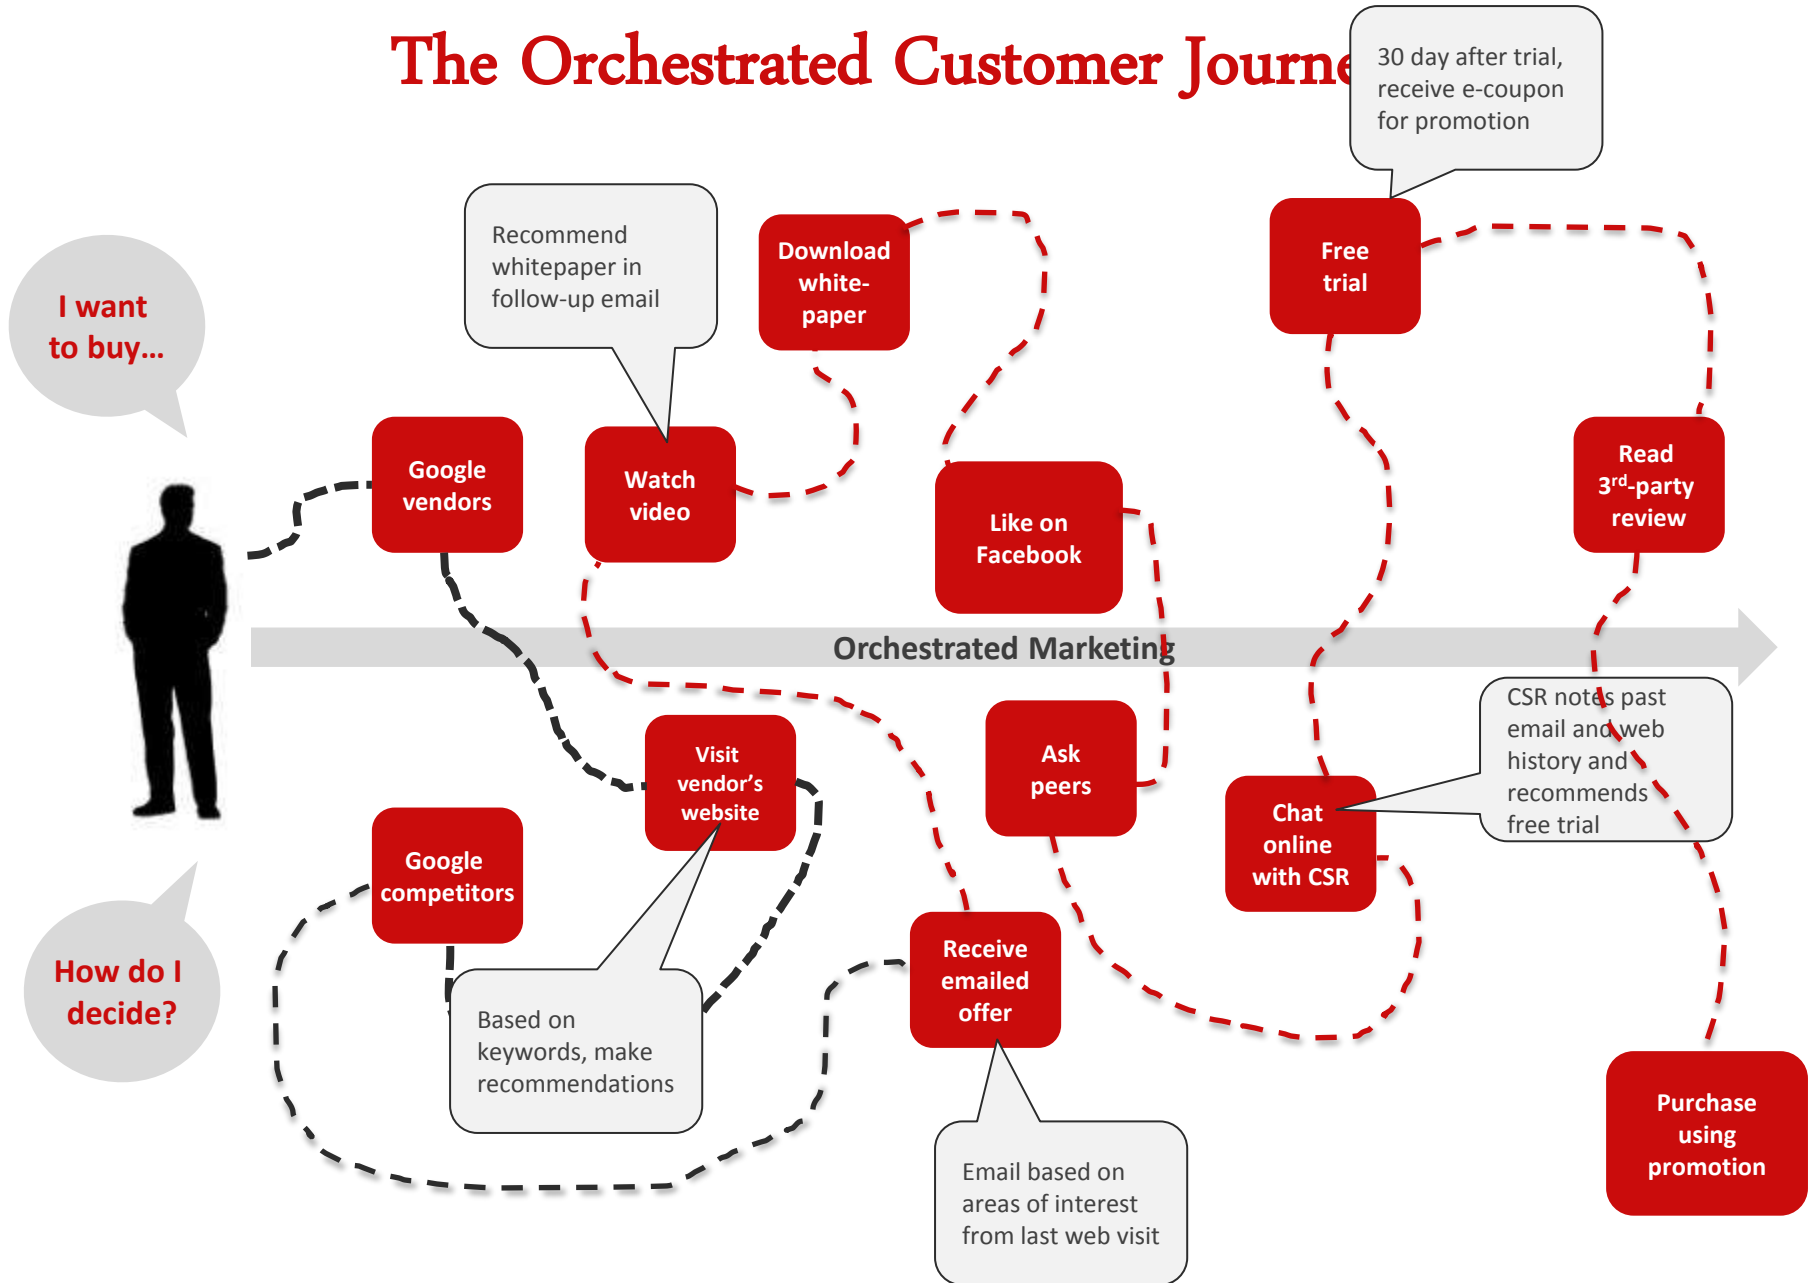 The Orchestrated Customer Journe
30 day after trial,
receive e-coupon
for promotion
Recommend
whitepaper in
follow-up email
Download
white-
paper
Free
trial
I want
to buy…
Google
vendors
Watch
video
Like on
Facebook
Read
3rd-party
review
Orchestrated Marketing
Visit
vendor's
website
Ask
peers
CSR notes past
email and web
history and
recommends
free trial
Chat
online
with CSR
Google
competitors
How do I
decide?
Based on
keywords, make
recommendations
Receive
emailed
offer
Email based on
areas of interest
from last web visit
Purchase
using
promotion